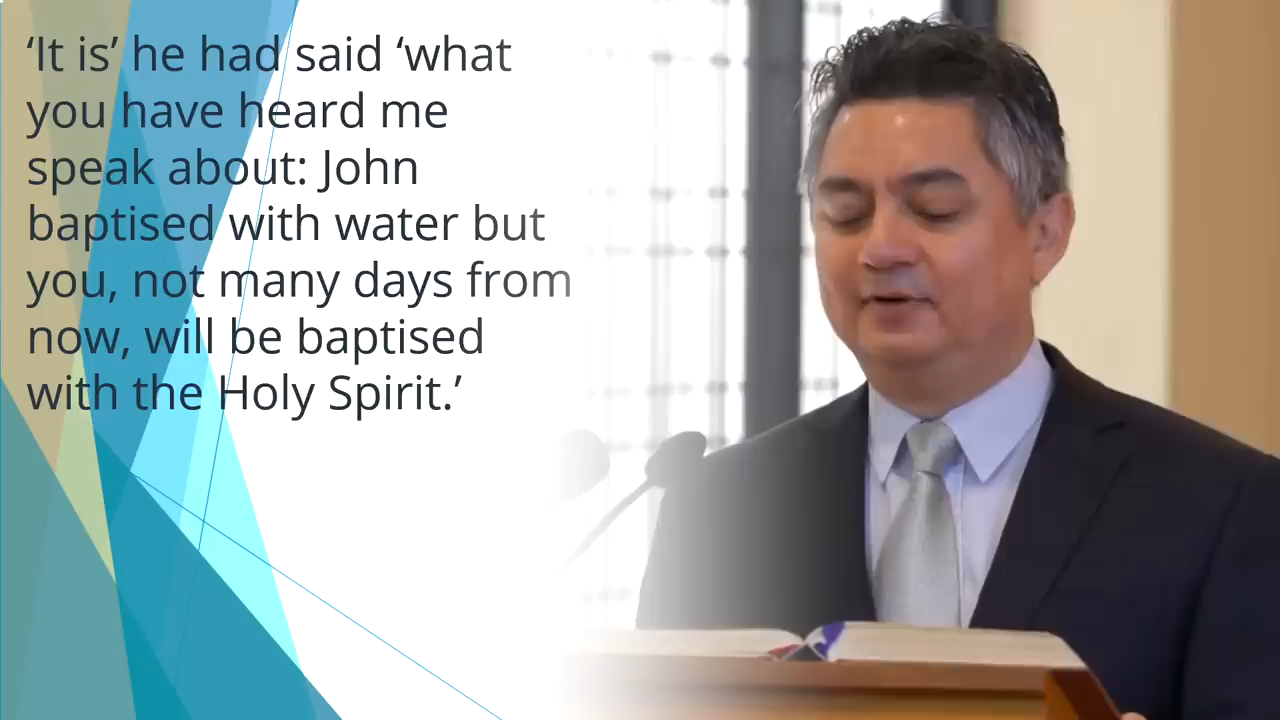 ‘It is’ he had said ‘what
you have heard me
speak about: John
baptised with water but
you, not many days from
now, will be baptised
with the Holy Spirit.’